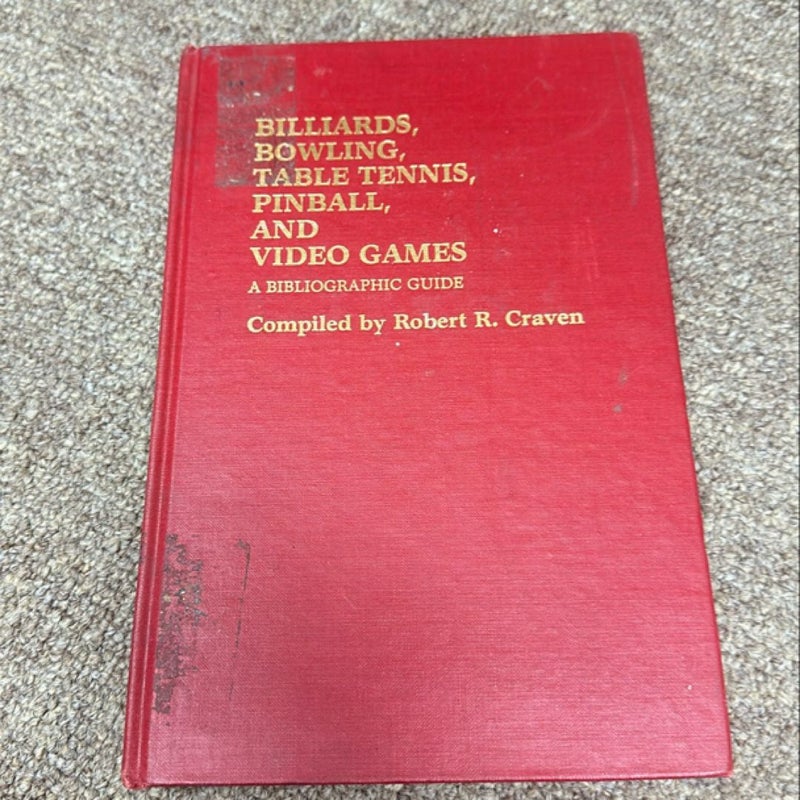 BILLIARDS,
BOWLING,
TABLE TENNIS,
PINBALL,
AND
VIDEO GAMES
A BIBLIOGRAPHIC GUIDE
Compiled by Robert R. Craven